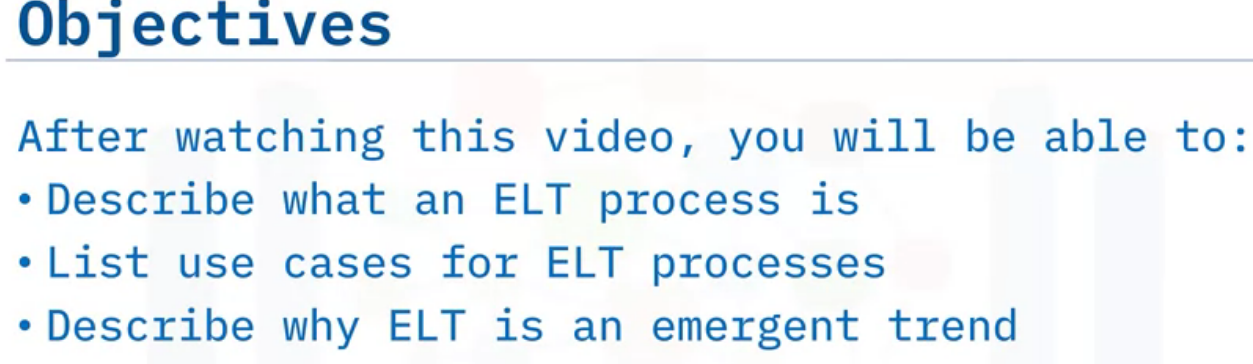 Objectives
After watching this video, you will be able to:
• Describe what an ELT process is
• List use cases for ELT processes
• Describe why ELT is an emergent trend